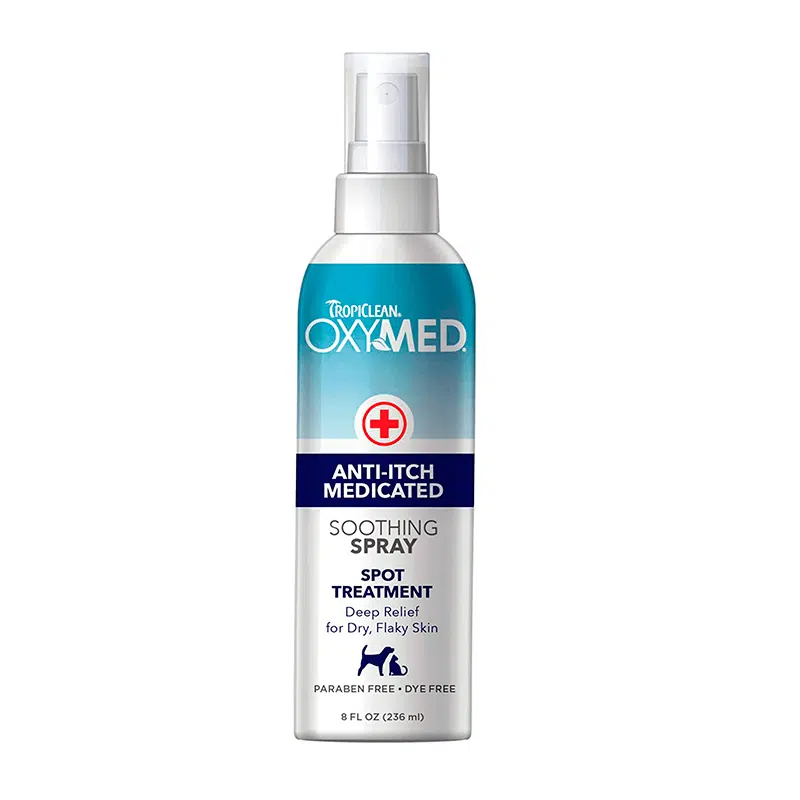 TROPICLEAN®
OXYMED®
ANTI-ITCH
MEDICATED
SOOTHING
SPRAY
SPOT
TREATMENT
Deep Relief
for Dry, Flaky Skin
PARABEN FREE • DYE FREE
8 FL OZ (236 ml)